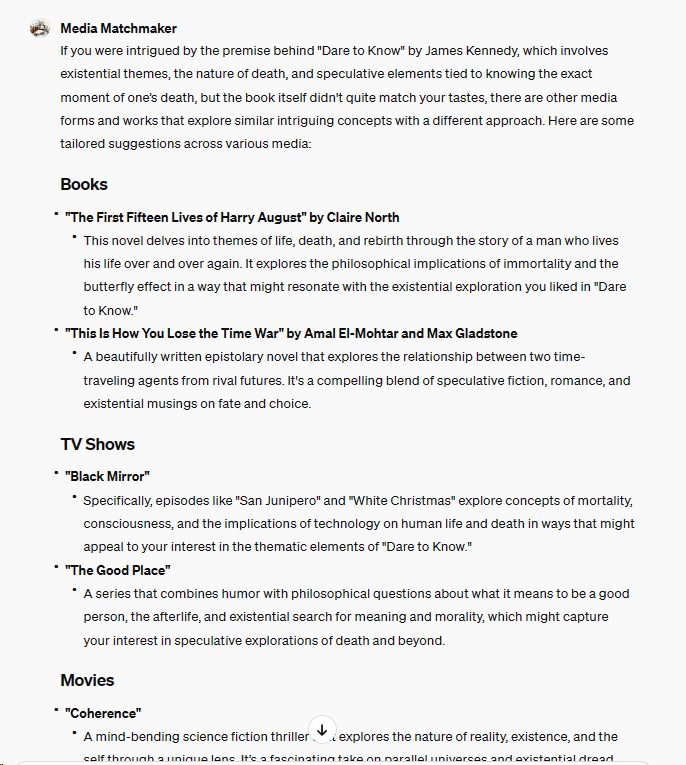 Media Matchmaker
If you were intrigued by the premise behind "Dare to Know" by James Kennedy, which involves
existential themes, the nature of death, and speculative elements tied to knowing the exact
moment of one's death, but the book itself didn't quite match your tastes, there are other media
forms and works that explore similar intriguing concepts with a different approach. Here are some
tailored suggestions across various media:
Books
• "The First Fifteen Lives of Harry August" by Claire North
• This novel delves into themes of life, death, and rebirth through the story of a man who lives
his life over and over again. It explores the philosophical implications of immortality and the
butterfly effect in a way that might resonate with the existential exploration you liked in "Dare
to Know."
• "This Is How You Lose the Time War" by Amal El-Mohtar and Max Gladstone
• A beautifully written epistolary novel that explores the relationship between two time-
traveling agents from rival futures. It's a compelling blend of speculative fiction, romance, and
existential musings on fate and choice.
TV Shows
• "Black Mirror"
• Specifically, episodes like "San Junipero" and "White Christmas" explore concepts of mortality,
consciousness, and the implications of technology on human life and death in ways that might
appeal to your interest in the thematic elements of "Dare to Know."
• "The Good Place"
• A series that combines humor with philosophical questions about what it means to be a good
person, the afterlife, and existential search for meaning and morality, which might capture
your interest in speculative explorations of death and beyond.
Movies
• "Coherence"
• A mind-bending science fiction thriller explores the nature of reality, existence, and the
self through a unique lens. It's a fascinating take on parallel universes and existential dread